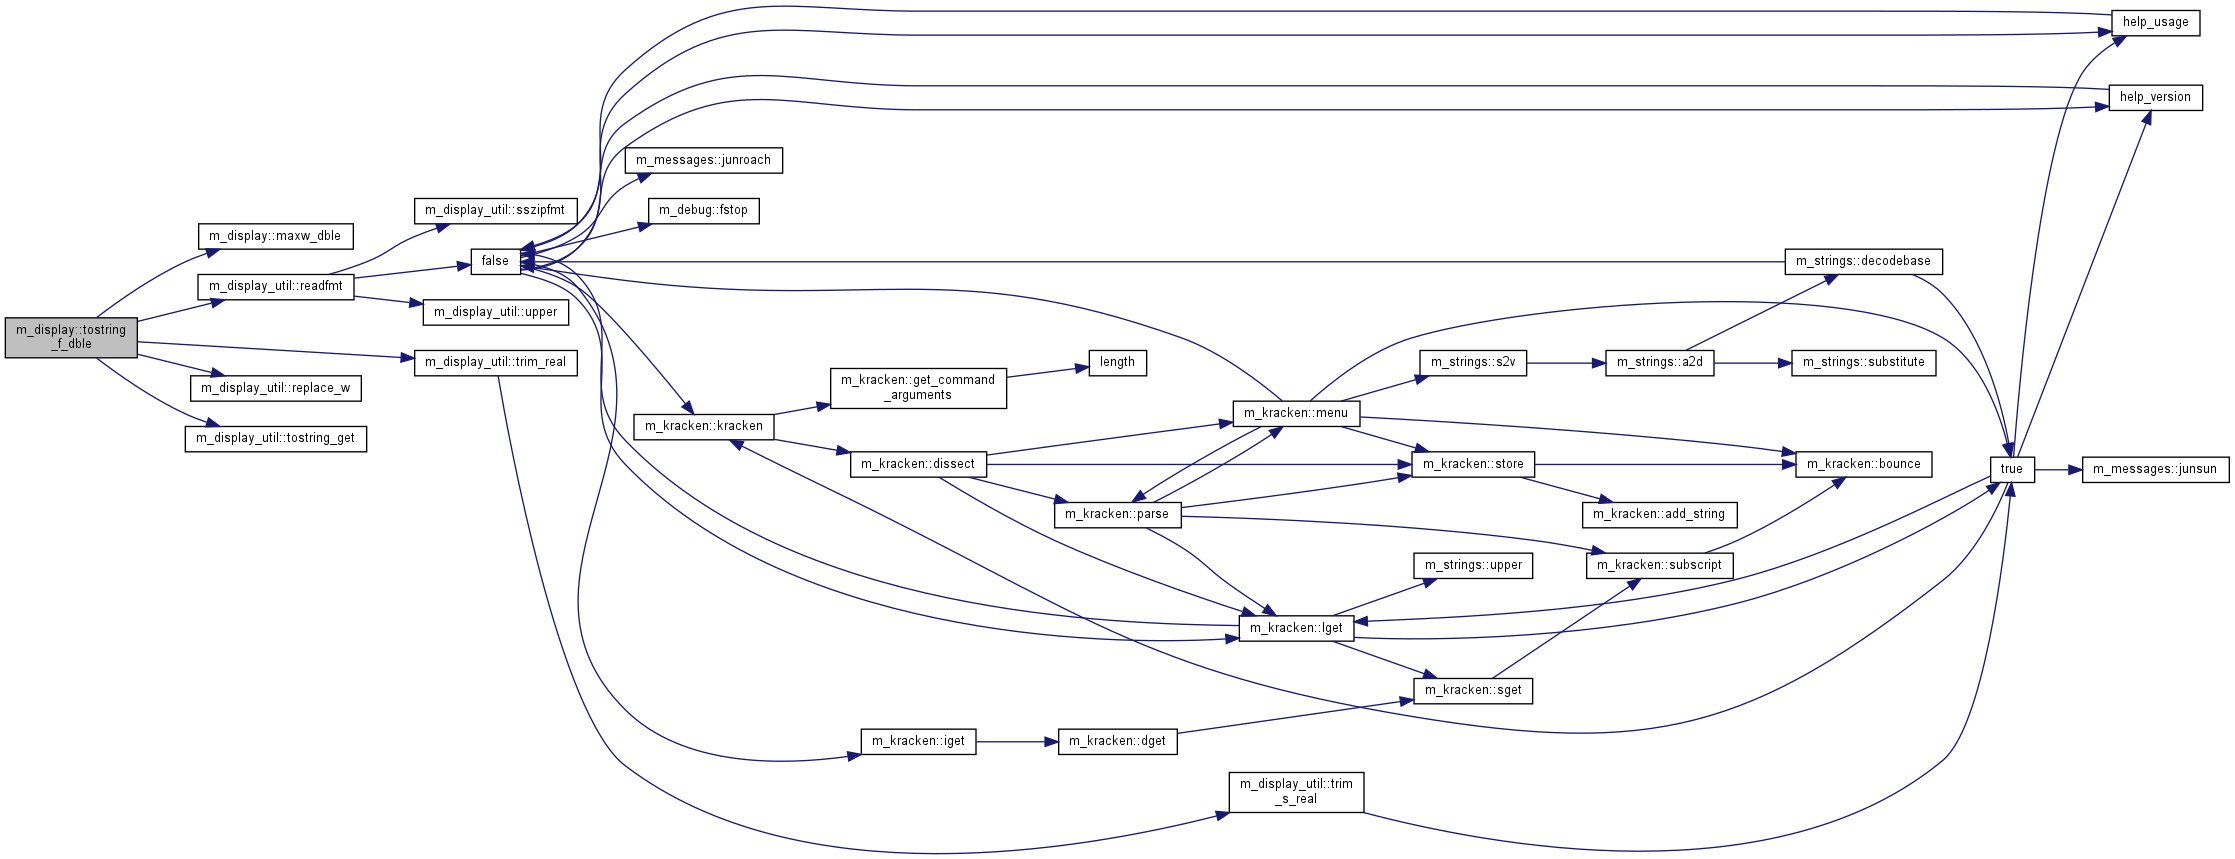 help_usage
help_version
m_messages::junroach
m_display_util::sszipfmt
m_debug::fstop
m_display::maxw_dble
false
m_strings::decodebase
m_display_util::readfmt
m_display_util::upper
m_display::tostring
_f_dble
m_display_util::trim_real
length
m_strings::s2v
m_strings::a2d
m_strings::substitute
m_display_util::replace_w
m_kracken::get_command
_arguments
m_kracken::menu
m_kracken::kracken
m_display_util::tostring_get
m_kracken::dissect
m_kracken::store
m_kracken::bounce
true
m_messages::junsun
m_kracken::parse
m_kracken::add_string
m_strings::upper
m_kracken::subscript
m_kracken::lget
m_kracken::sget
m_kracken::iget
m_kracken::dget
m_display_util::trim
_s_real